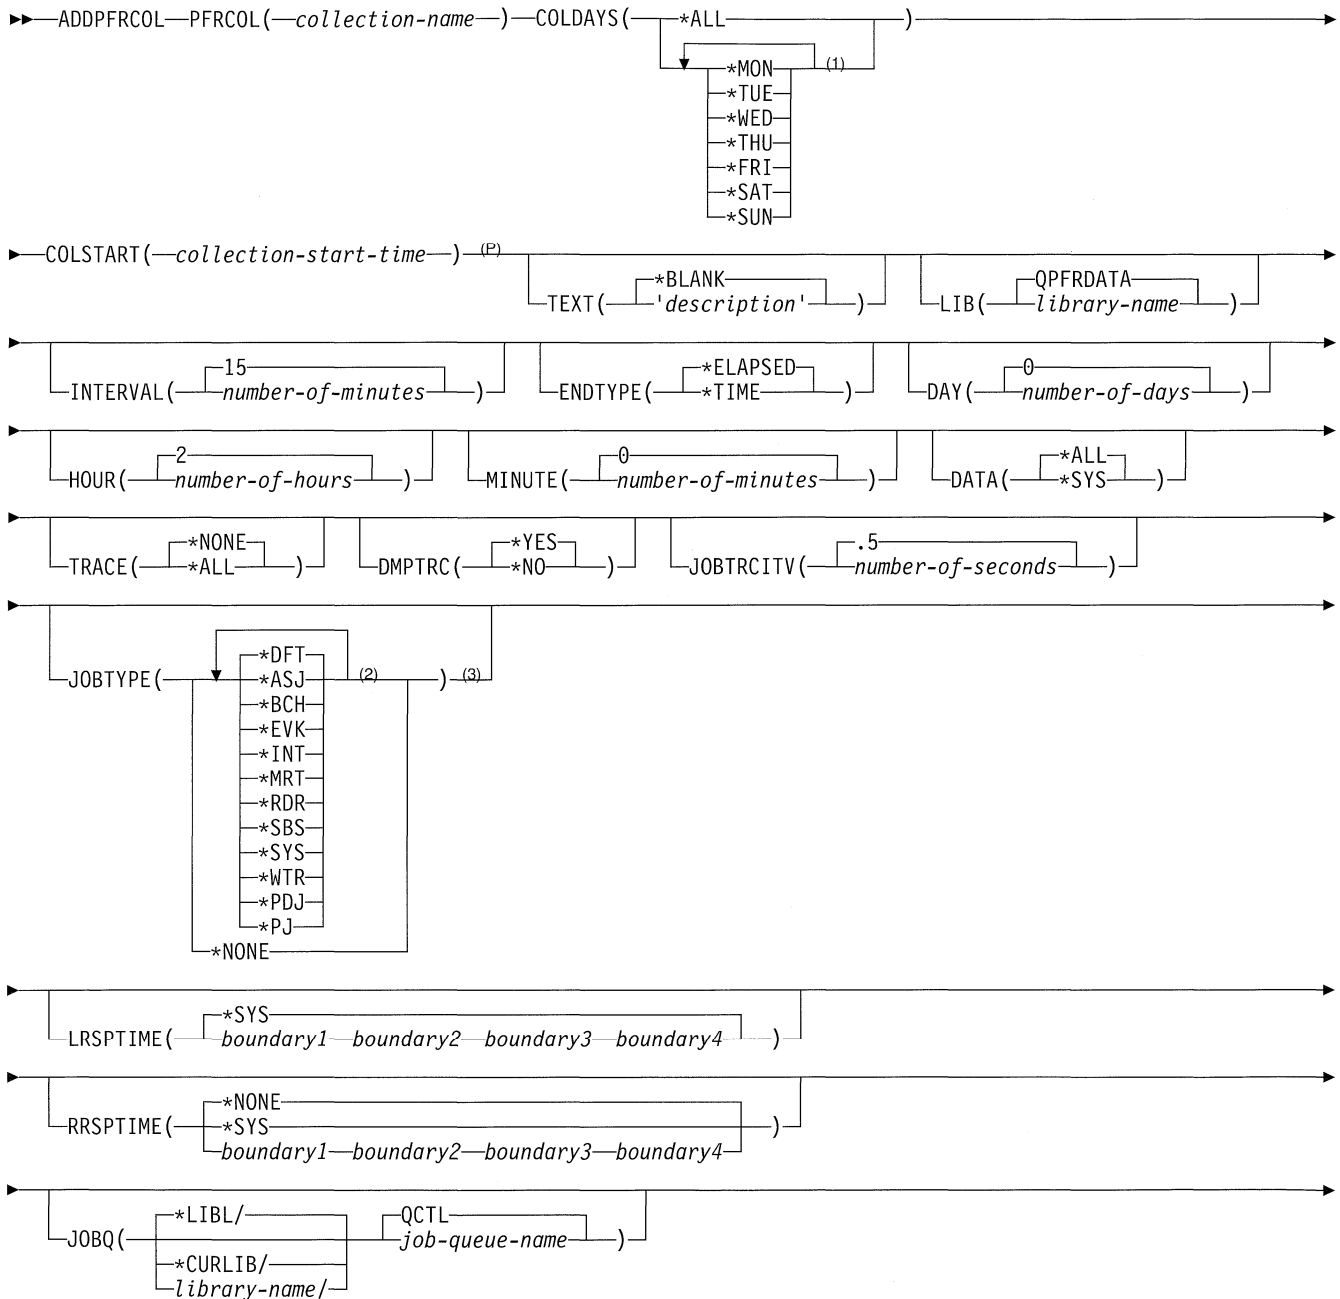 ADDPFRCOL PFRCOL( collection-name ) COLDAYS( *ALL )
*MON (1)
*TUE
*WED
*THU
*FRI
*SAT
*SUN
COLSTART( collection-start-time ) (P)
TEXT( *BLANK 'description' ) LIB( QPFRDATA library-name )
INTERVAL( 15 number-of-minutes ) ENDTYPE( *ELAPSED *TIME ) DAY( 0 number-of-days )
HOUR( 2 number-of-hours ) MINUTE( 0 number-of-minutes ) DATA( *ALL *SYS )
TRACE( *NONE *ALL ) DMPTRC( *YES *NO ) JOBTRCITV( .5 number-of-seconds )
*DFT
JOBTYPE( *ASJ (2) ) (3)
*BCH
*EVK
*INT
*MRT
*RDR
*SBS
*SYS
*WTR
*PDJ
*PJ
*NONE
*SYS
LRSPTIME( boundary1 boundary2 boundary3 boundary4 )
*NONE
RRSPTIME( *SYS )
boundary1 boundary2 boundary3 boundary4
*LIBL/ QCTL
JOBQ( job-queue-name )
*CURLIB/
library-name/